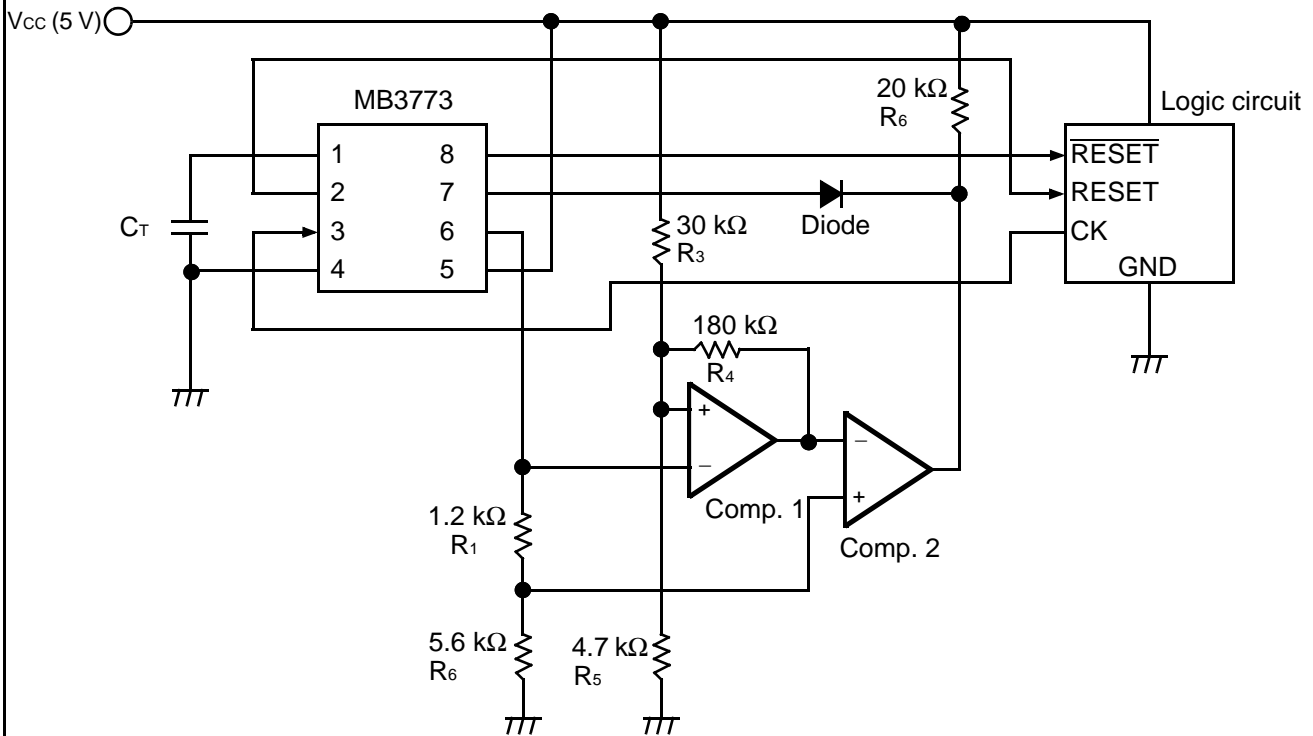 VCC (5 V)
MB3773
1
2
3
4
8
7
6
5
CT
20 kΩ
R6
Logic circuit
RESET
RESET
CK
GND
Diode
30 kΩ
R3
180 kΩ
R4
+
−
Comp. 1
−
+
Comp. 2
1.2 kΩ
R1
5.6 kΩ
R6
4.7 kΩ
R5